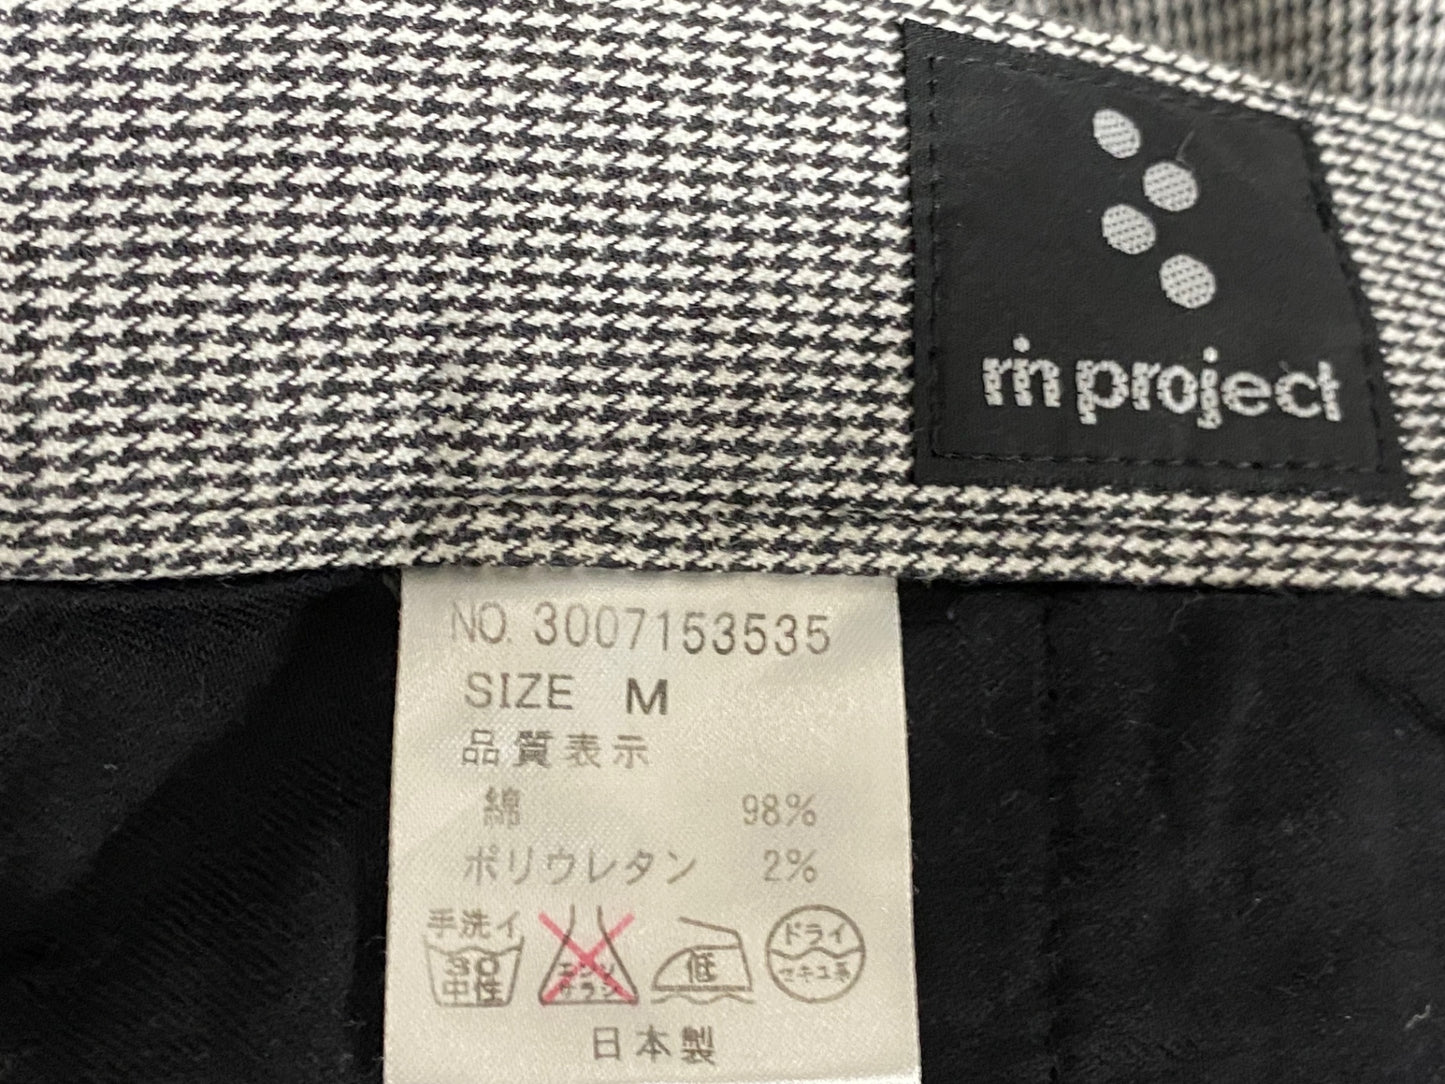 rin project
NO. 3007153535
SIZE M
品質表示
綿 98%
ポリウレタン 2%
手洗イ
30
中性
エンソ
サラシ
低
ドライ
セキユ系
日本製